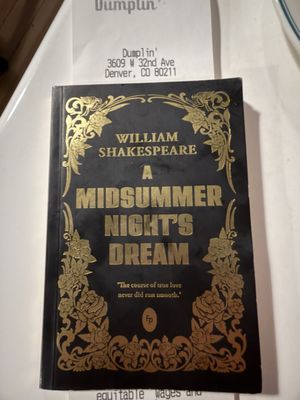 Dumplin'
Dumplin'
3609 W 32nd Ave
Denver, CO 80211
WILLIAM
SHAKESPEARE
A
MIDSUMMER
NIGHT'S
DREAM
'The course of true love
never did run smooth.'
FP
equitable wages and